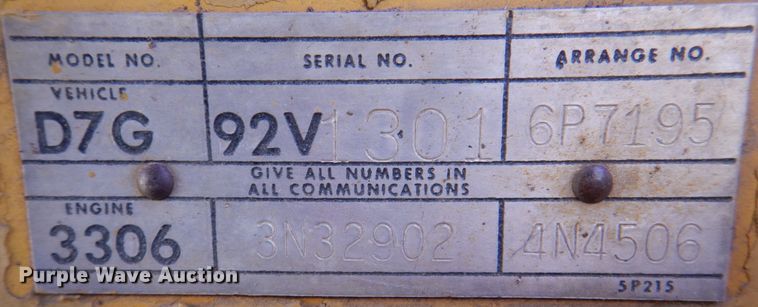 MODEL NO. SERIAL NO. ARRANGE NO.
VEHICLE
D7G 92V1301 6P7195
GIVE ALL NUMBERS IN
ALL COMMUNICATIONS
ENGINE
3306 3N32902 4N4506
Purple Wave Auction
5P215